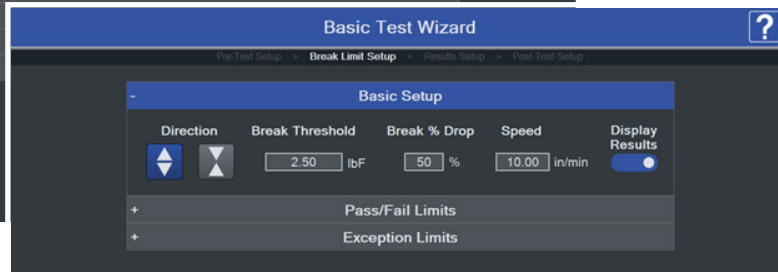 Basic Test Wizard
?
Pre-Test Setup > Break Limit Setup > Results Setup > Post-Test-Setup
- Basic Setup
Direction Break Threshold Break % Drop Speed Display Results
2.50 lbF 50 % 10.00 in/min
+ Pass/Fail Limits
+ Exception Limits